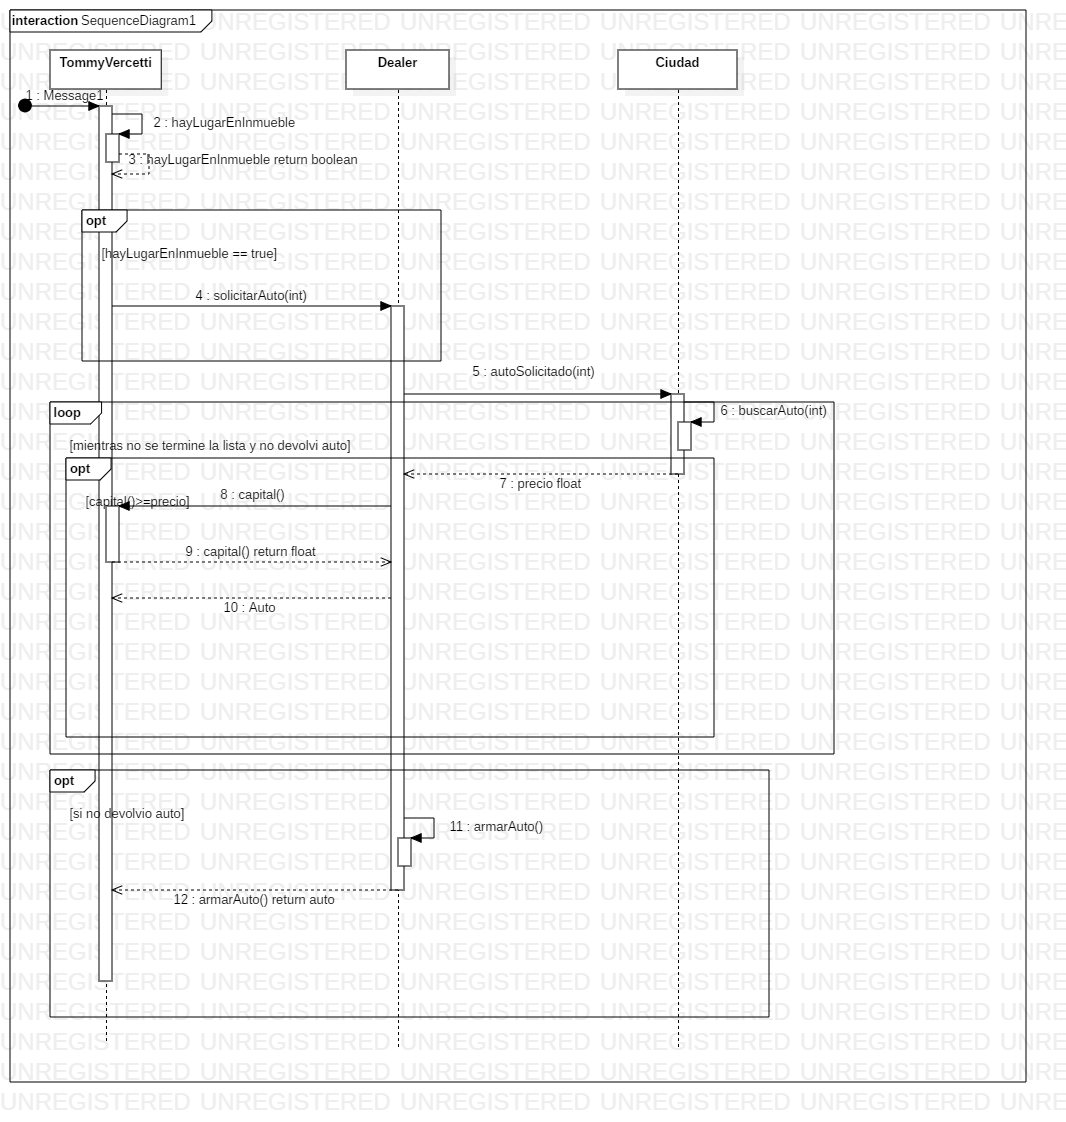 interaction SequenceDiagram1
TommyVercetti
Dealer
Ciudad
1 : Message1
2 : hayLugarEnInmueble
3 : hayLugarEnInmueble return boolean
opt
[hayLugarEnInmueble == true]
4 : solicitarAuto(int)
5 : autoSolicitado(int)
loop
6 : buscarAuto(int)
[mientras no se termine la lista y no devolvi auto]
opt
7 : precio float
[capital()>=precio]
8 : capital()
9 : capital() return float
10 : Auto
opt
[si no devolvio auto]
11 : armarAuto()
12 : armarAuto() return auto
UNREGISTERED